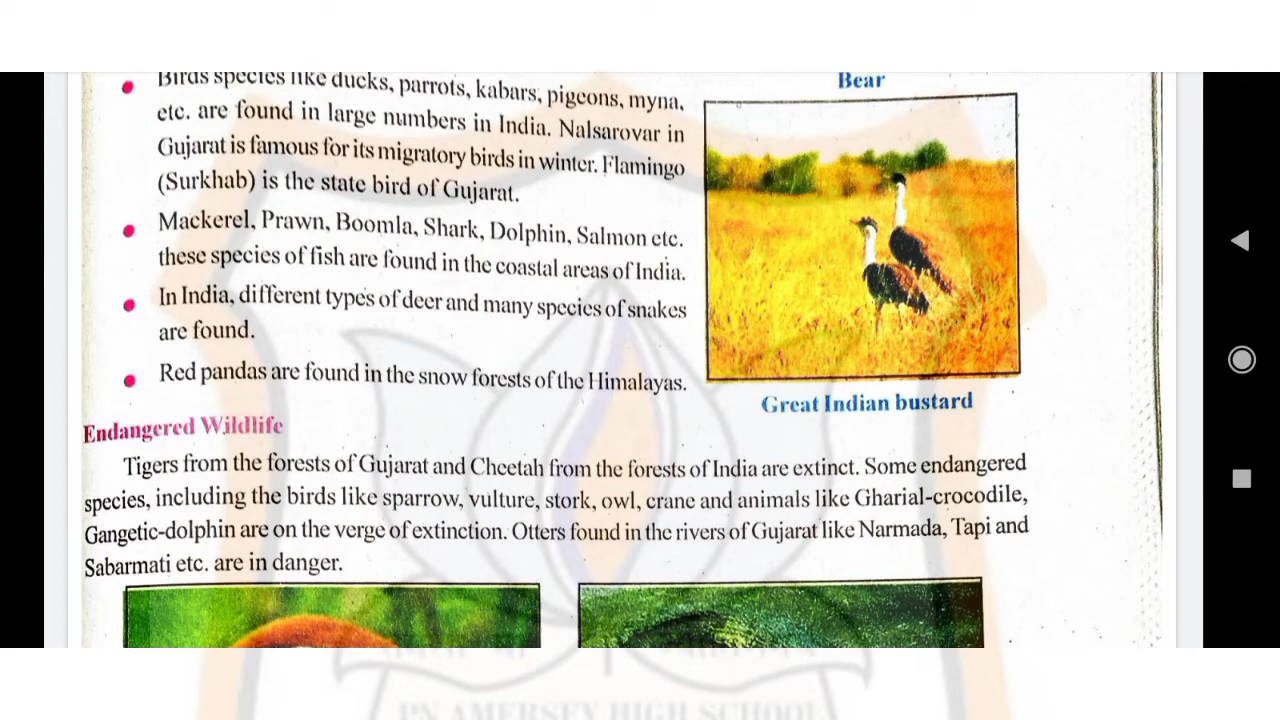 Bear
Birds species like ducks, parrots, kabars, pigeons, myna,
etc. are found in large numbers in India. Nalsarovar in
Gujarat is famous for its migratory birds in winter. Flamingo
(Surkhab) is the state bird of Gujarat.
Mackerel, Prawn, Boomla, Shark, Dolphin, Salmon etc.
these species of fish are found in the coastal areas of India.
In India, different types of deer and many species of snakes
are found.
Red pandas are found in the snow forests of the Himalayas.
Great Indian bustard
Endangered Wildlife
Tigers from the forests of Gujarat and Cheetah from the forests of India are extinct. Some endangered
species, including the birds like sparrow, vulture, stork, owl, crane and animals like Gharial-crocodile,
Gangetic-dolphin are on the verge of extinction. Otters found in the rivers of Gujarat like Narmada, Tapi and
Sabarmati etc. are in danger.
PN AMERSEY HIGH SCHOOL